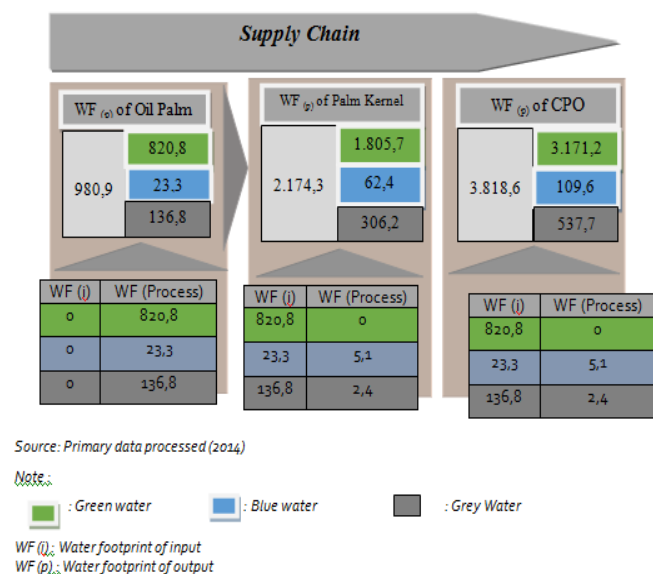 Supply Chain
WF (p) of Oil Palm
980,9
820,8
23,3
136,8
WF (i) WF (Process)
0 820,8
0 23,3
0 136,8
WF (p) of Palm Kernel
2.174,3
1.805,7
62,4
306,2
WF (i) WF (Process)
820,8 0
23,3 5,1
136,8 2,4
WF (p) of CPO
3.818,6
3.171,2
109,6
537,7
WF (i) WF (Process)
820,8 0
23,3 5,1
136,8 2,4
Source: Primary data processed (2014)
Note :
: Green water
: Blue water
: Grey Water
WF (i) : Water footprint of input
WF (p) : Water footprint of output